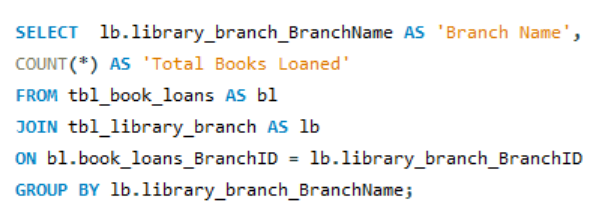 SELECT lb.library_branch_BranchName AS 'Branch Name',
COUNT(*) AS 'Total Books Loaned'
FROM tbl_book_loans AS bl
JOIN tbl_library_branch AS lb
ON bl.book_loans_BranchID = lb.library_branch_BranchID
GROUP BY lb.library_branch_BranchName;